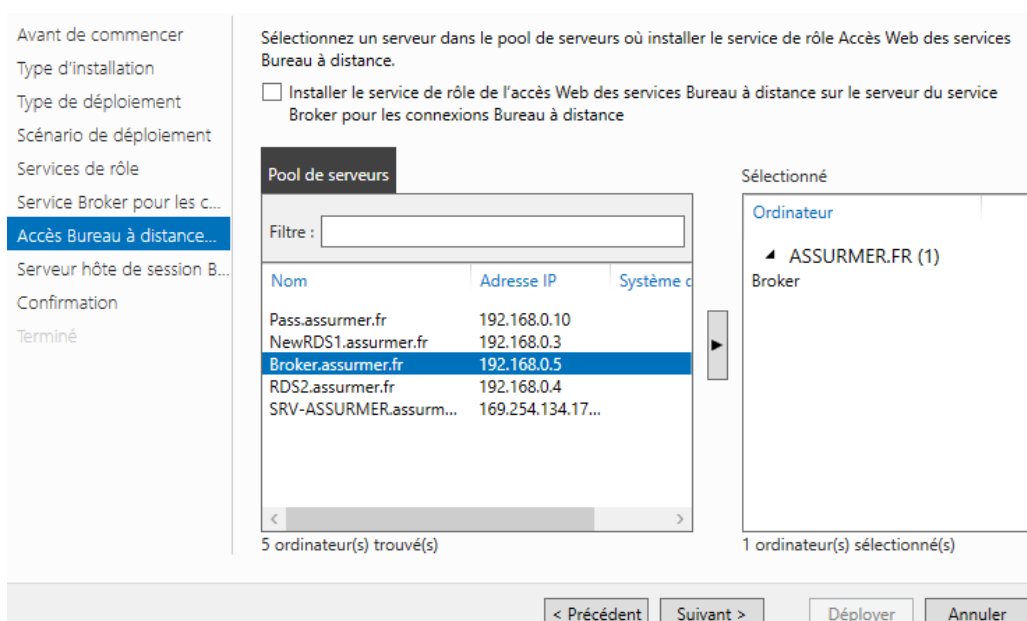 Avant de commencer
Type d'installation
Type de déploiement
Scénario de déploiement
Services de rôle
Service Broker pour les c...
Accès Bureau à distance...
Serveur hôte de session B...
Confirmation
Terminé
Sélectionnez un serveur dans le pool de serveurs où installer le service de rôle Accès Web des services
Bureau à distance.
Installer le service de rôle de l'accès Web des services Bureau à distance sur le serveur du service
Broker pour les connexions Bureau à distance
Pool de serveurs
Filtre :
Nom Adresse IP Système
Pass.assurmer.fr 192.168.0.10
NewRDS1.assurmer.fr 192.168.0.3
Broker.assurmer.fr 192.168.0.5
RDS2.assurmer.fr 192.168.0.4
SRV-ASSURMER.assurm... 169.254.134.17...
5 ordinateur(s) trouvé(s)
Sélectionné
Ordinateur
ASSURMER.FR (1)
Broker
1 ordinateur(s) sélectionné(s)
< Précédent Suivant > Déployer Annuler